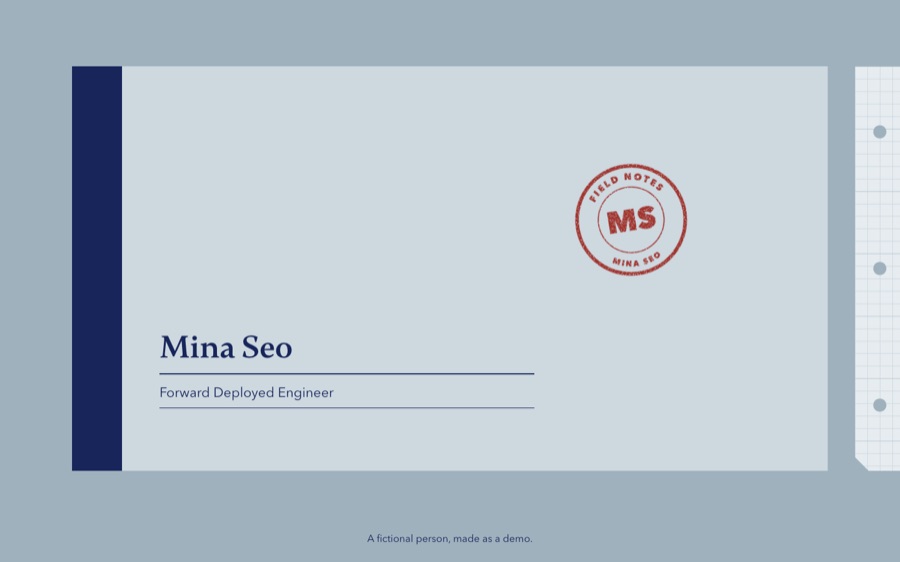 FIELD NOTES
MS
MINA SEO
Mina Seo
Forward Deployed Engineer
A fictional person, made as a demo.